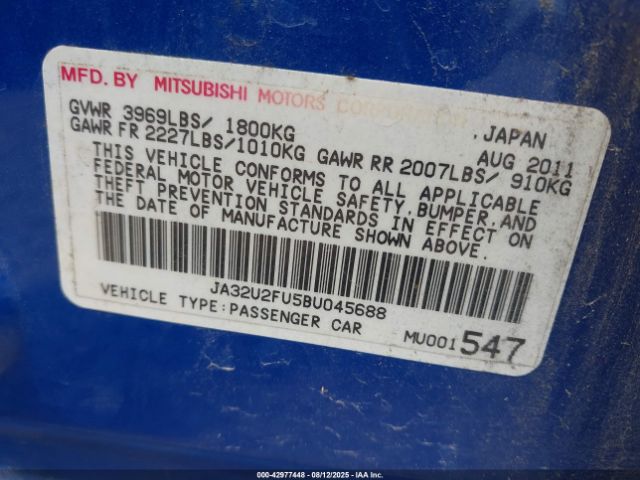 MFD. BY MITSUBISHI MOTORS CORPORATION, JAPAN
GVWR 3969LBS/ 1800KG AUG 2011
GAWR FR 2227LBS/1010KG GAWR RR 2007LBS/ 910KG
THIS VEHICLE CONFORMS TO ALL APPLICABLE
FEDERAL MOTOR VEHICLE SAFETY,BUMPER,AND
THEFT PREVENTION STANDARDS IN EFFECT ON
THE DATE OF MANUFACTURE SHOWN ABOVE.
JA32U2FU5BU045688
VEHICLE TYPE:PASSENGER CAR
MU001547
000-42977448 - 08/12/2025 - IAA Inc.